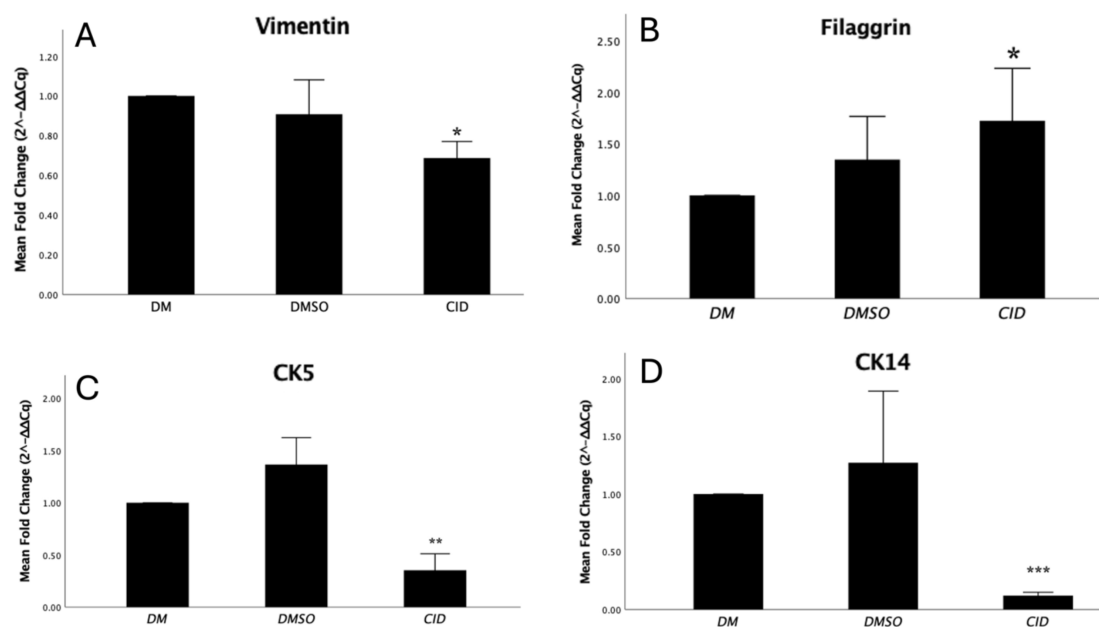 A
Vimentin
Mean Fold Change (2^-ΔΔCq)
1.20
1.00
0.80
0.60
0.40
0.20
0.00
*
DM
DMSO
CID
B
Filaggrin
Mean Fold Change (2^-ΔΔCq)
2.50
2.00
1.50
1.00
0.50
0.00
*
DM
DMSO
CID
C
CK5
Mean Fold Change (2^-ΔΔCq)
2.00
1.50
1.00
0.50
0.00
**
DM
DMSO
CID
D
CK14
Mean Fold Change (2^-ΔΔCq)
2.00
1.50
1.00
0.50
0.00
***
DM
DMSO
CID